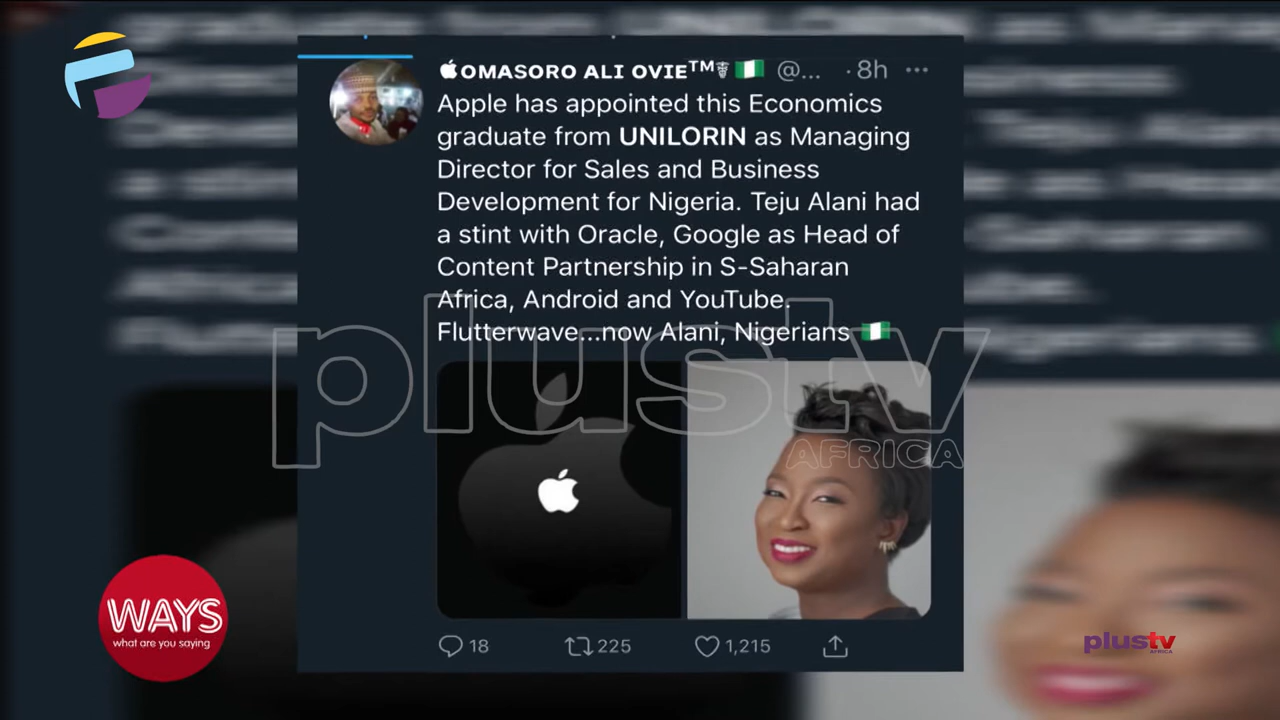 OMASORO ALI OVIE™☤🇳🇬 @... · 8h ···
Apple has appointed this Economics
graduate from UNILORIN as Managing
Director for Sales and Business
Development for Nigeria. Teju Alani had
a stint with Oracle, Google as Head of
Content Partnership in S-Saharan
Africa, Android and YouTube.
Flutterwave...now Alani, Nigerians 🇳🇬
plustv
AFRICA
18
225
1,215
WAYS
what are you saying
plustv
AFRICA